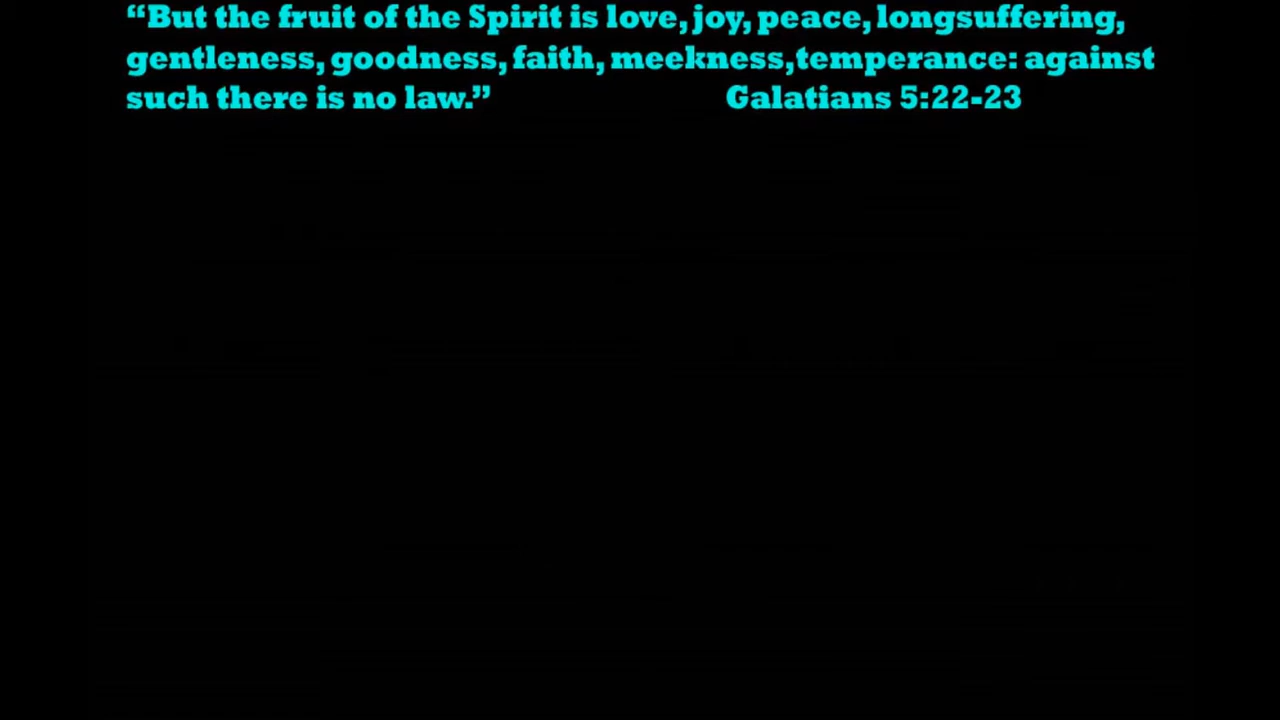 “But the fruit of the Spirit is love, joy, peace, longsuffering,
gentleness, goodness, faith, meekness,temperance: against
such there is no law.” Galatians 5:22-23